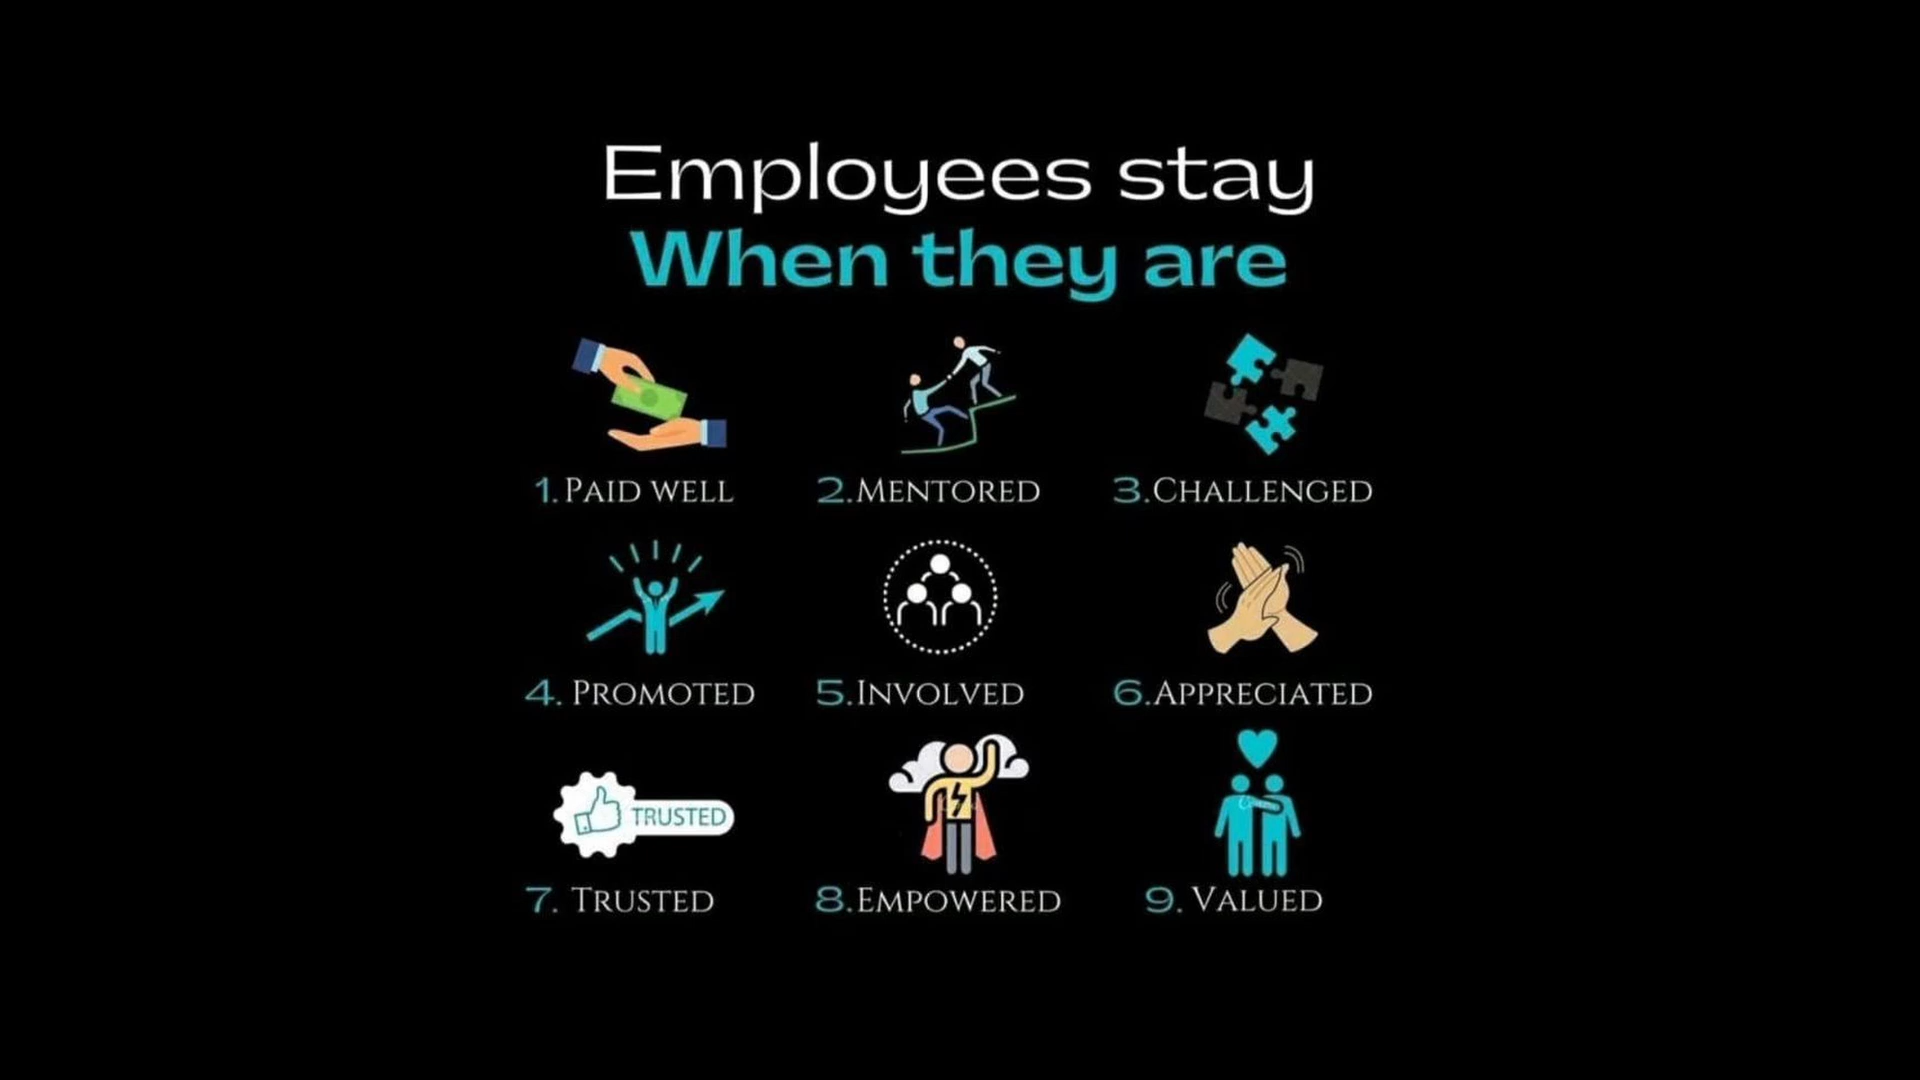 Employees stay
When they are
1. PAID WELL
2. MENTORED
3. CHALLENGED
4. PROMOTED
5. INVOLVED
6. APPRECIATED
TRUSTED
7. TRUSTED
8. EMPOWERED
9. VALUED